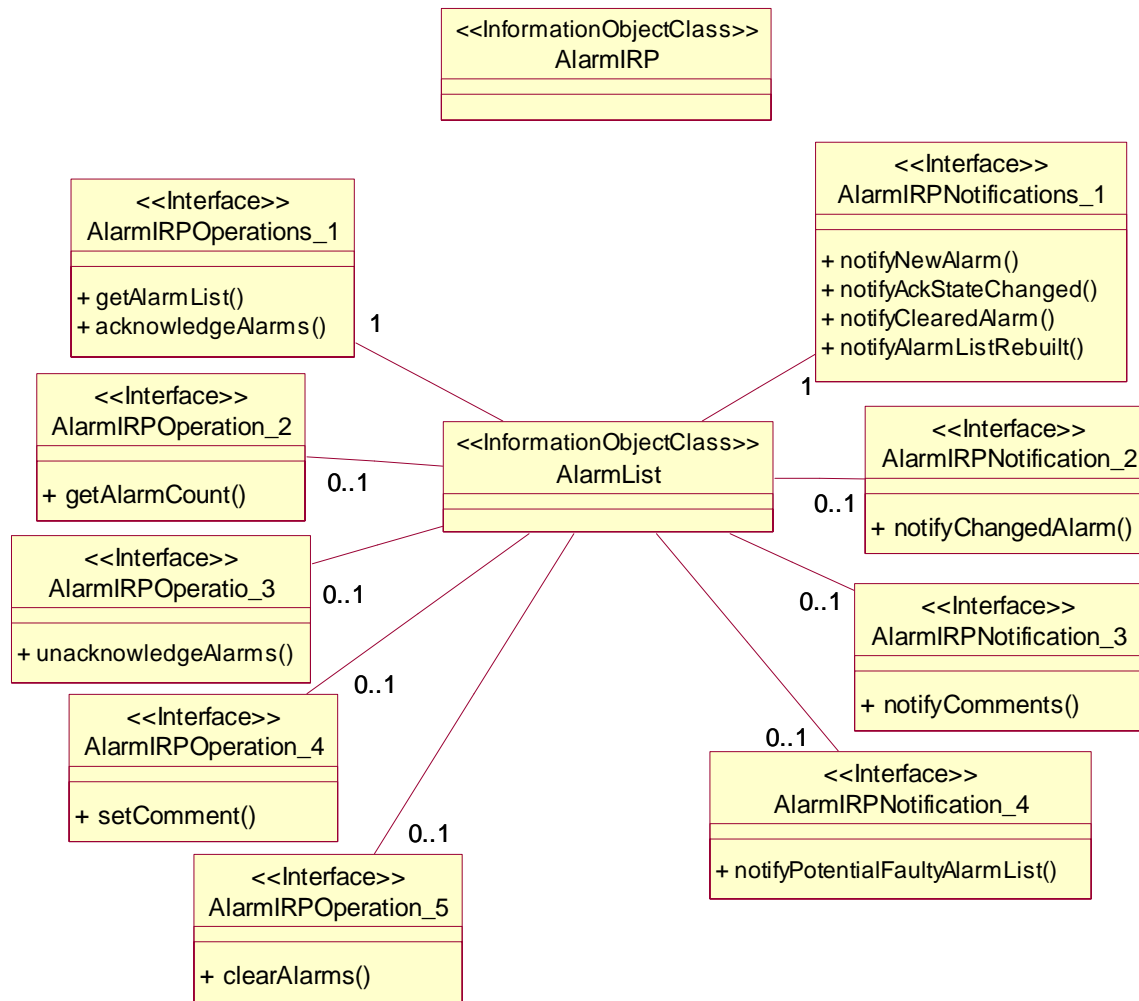 <<InformationObjectClass>>
AlarmIRP
<<Interface>>
AlarmIRPNotifications_1
+ notifyNewAlarm()
+ notifyAckStateChanged()
+ notifyClearedAlarm()
+ notifyAlarmListRebuilt()
1
<<Interface>>
AlarmIRPOperations_1
+ getAlarmList()
+ acknowledgeAlarms()
1
<<Interface>>
AlarmIRPOperation_2
+ getAlarmCount()
0..1
<<InformationObjectClass>>
AlarmList
<<Interface>>
AlarmIRPNotification_2
+ notifyChangedAlarm()
0..1
<<Interface>>
AlarmIRPOperatio_3
+ unacknowledgeAlarms()
0..1
<<Interface>>
AlarmIRPNotification_3
+ notifyComments()
0..1
<<Interface>>
AlarmIRPOperation_4
+ setComment()
0..1
<<Interface>>
AlarmIRPNotification_4
+ notifyPotentialFaultyAlarmList()
0..1
<<Interface>>
AlarmIRPOperation_5
+ clearAlarms()
0..1